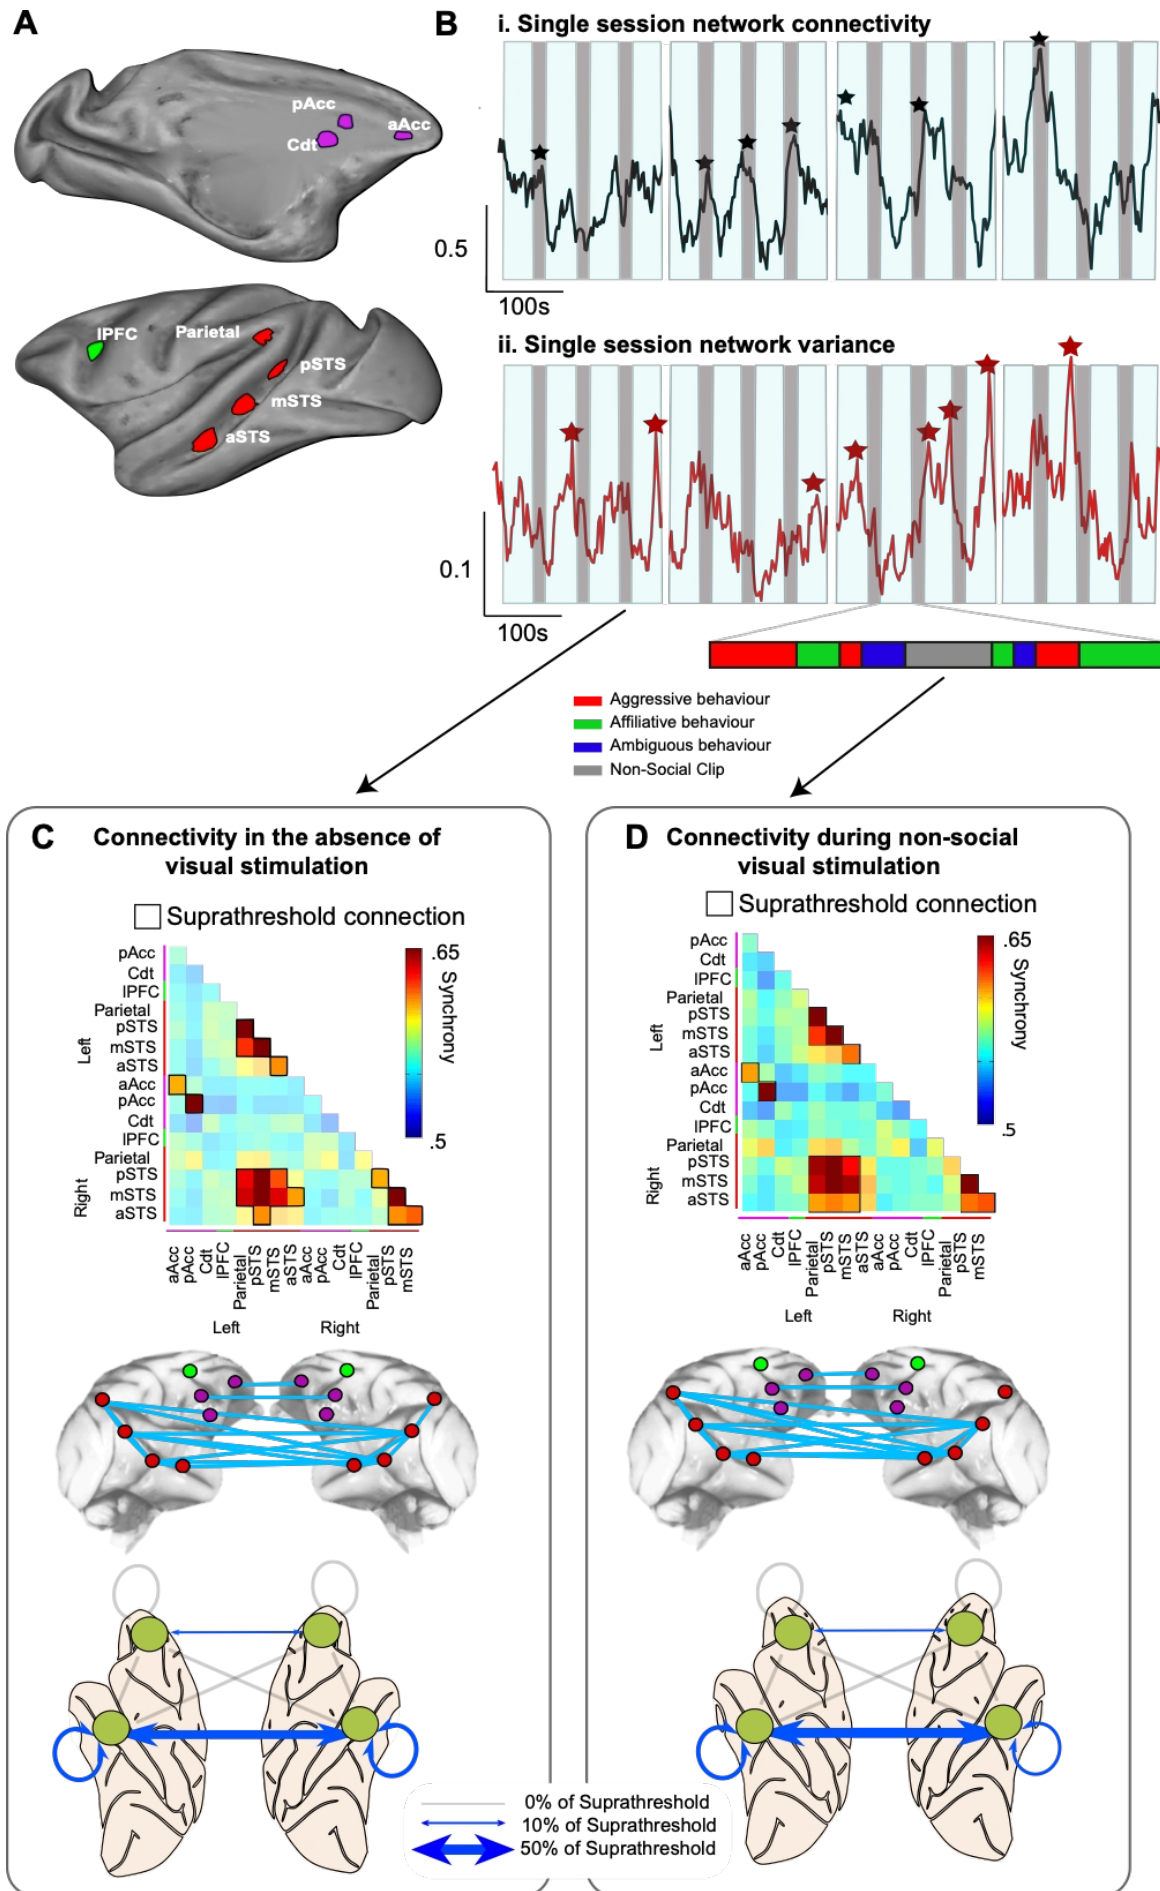 A
pAcc
aAcc
Cdt
lPFC
Parietal
pSTS
mSTS
aSTS
B
i. Single session network connectivity
0.5
100s
ii. Single session network variance
0.1
100s
Aggressive behaviour
Affiliative behaviour
Ambiguous behaviour
Non-Social Clip
C
Connectivity in the absence of
visual stimulation
Suprathreshold connection
pAcc
Cdt
lPFC
Parietal
pSTS
mSTS
aSTS
aAcc
pAcc
Cdt
lPFC
Parietal
pSTS
mSTS
aSTS
Left
Right
.65
Synchrony
.5
aAcc
pAcc
Cdt
lPFC
Parietal
pSTS
mSTS
aSTS
aAcc
pAcc
Cdt
lPFC
Parietal
pSTS
mSTS
Left
Right
D
Connectivity during non-social
visual stimulation
Suprathreshold connection
pAcc
Cdt
lPFC
Parietal
pSTS
mSTS
aSTS
aAcc
pAcc
Cdt
lPFC
Parietal
pSTS
mSTS
aSTS
Left
Right
.65
Synchrony
.5
aAcc
pAcc
Cdt
lPFC
Parietal
pSTS
mSTS
aSTS
aAcc
pAcc
Cdt
lPFC
Parietal
pSTS
mSTS
Left
Right
0% of Suprathreshold
10% of Suprathreshold
50% of Suprathreshold